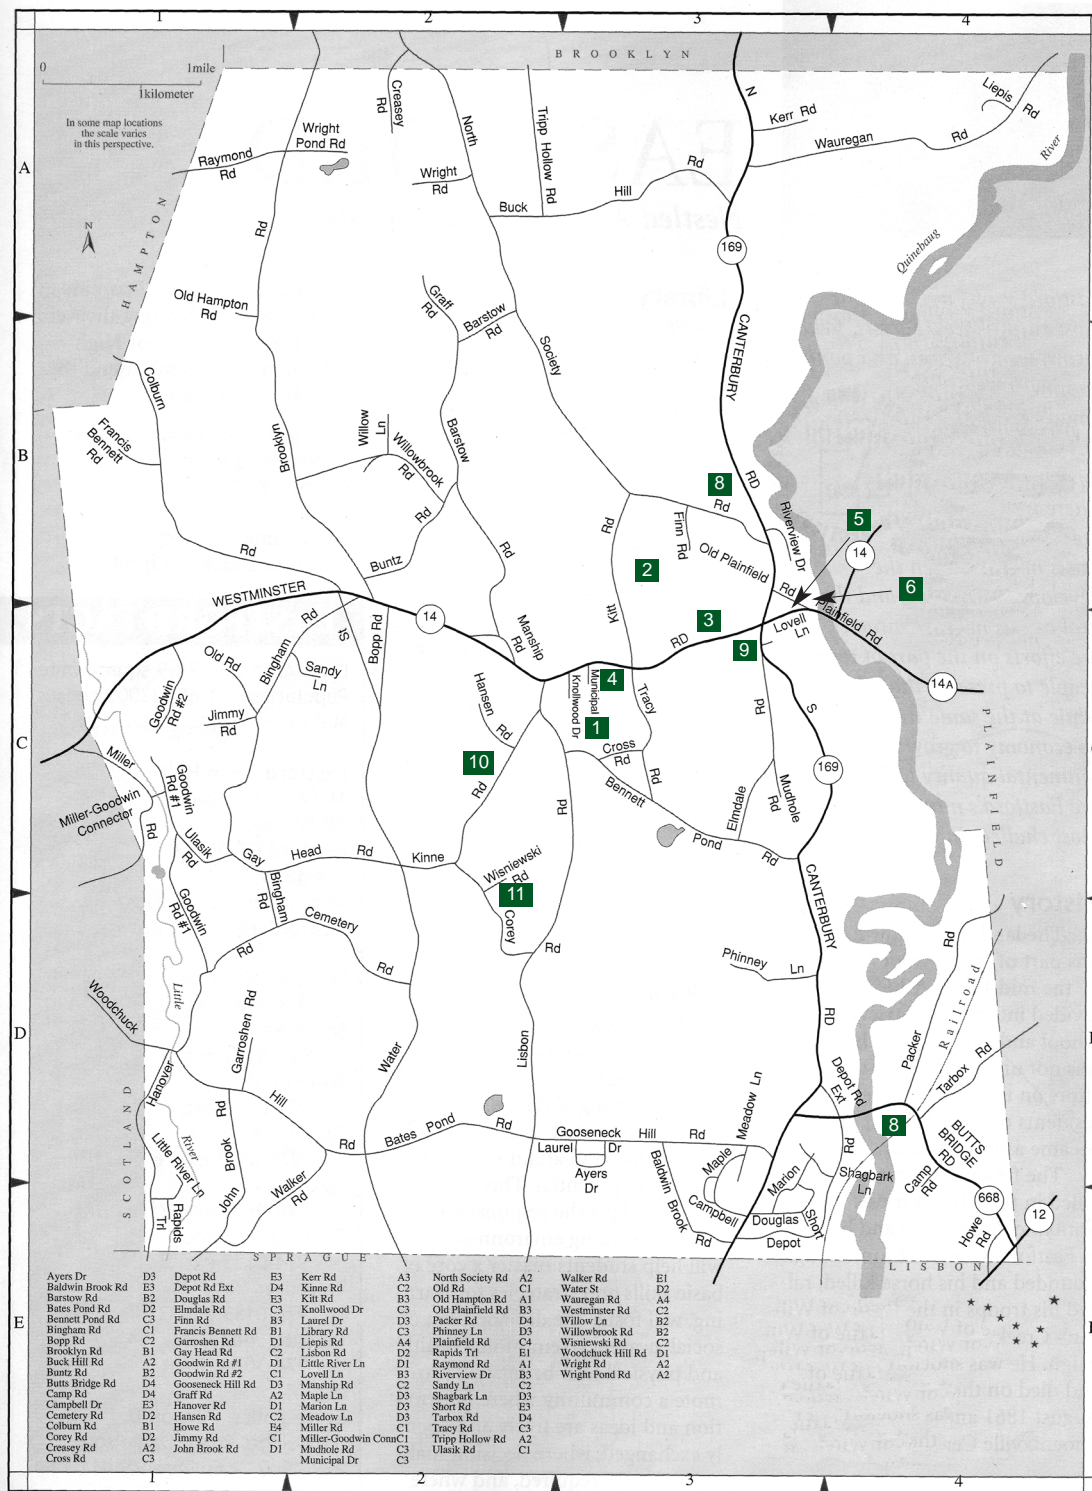 1 2 3 4
BROOKLYN
0 1mile
1kilometer
In some map locations
the scale varies
in this perspective.
N
A
B
C
D
E
HAMPTON
SCOTLAND
SPRAGUE
LISBON
PLAINFIELD
Creasey
Rd
North
Tripp Hollow Rd
N
Kerr Rd
Liepis
Rd
Wauregan
Rd
River
Quinebaug
Wright
Pond Rd
Raymond
Rd
Wright
Rd
Buck
Hill
Rd
Rd
169
Old Hampton
Rd
Graff
Rd
Barstow
Rd
Society
CANTERBURY
Colburn
Francis
Bennett
Rd
Brooklyn
Willow
Ln
Willowbrook
Rd
Barstow
RD
8
Rd
Finn Rd
Riverview Dr
5
14
Old Plainfield
Rd
6
2
Rd
Kitt
Rd
Buntz
Rd
Rd
WESTMINSTER
14
3
Plainfield
Rd
Lovell
Ln
9
RD
Manship
Rd
Bopp Rd
St
Rd
Bingham
Old Rd
Sandy
Ln
Goodwin
Rd #2
Jimmy
Rd
Hansen
Rd
Knollwood Dr
Municipal
4
1
Tracy
Rd
Cross
Rd
Rd
S
14A
169
Miller
Rd
Goodwin
Rd #1
Miller-Goodwin
Connector
10
Rd
Rd
Bennett
Pond
Rd
Elmdale
Mudhole
Rd
Ulasik
Rd
Gay
Head
Rd
Kinne
Wisniewski
Rd
11
Corey
Rd
CANTERBURY
Goodwin
Rd #1
Bingham
Rd
Cemetery
Rd
Rd
Phinney
Ln
Rd
RD
Woodchuck
Little
Garroshen Rd
Water
Lisbon
Packer
Railroad
Tarbox
Rd
Hanover
Hill
Rd
Bates
Pond
Rd
Gooseneck
Hill
Rd
Meadow Ln
Depot Rd
Ext
8
BUTTS
BRIDGE
RD
Little River Ln
River
Brook
Rd
John
Walker
Rd
Laurel
Dr
Ayers
Dr
Baldwin Brook
Rd
Maple
Marion
Rd
Shagbark
Ln
Camp
Rd
668
12
Rapids
Trl
Campbell
Douglas
Short
Depot
Howe
Rd
Ayers Dr D3
Baldwin Brook Rd E3
Barstow Rd B2
Bates Pond Rd D2
Bennett Pond C3
Bingham Rd C1
Bopp Rd C2
Brooklyn Rd B1
Buck Hill Rd A2
Buntz Rd B2
Butts Bridge Rd D4
Camp Rd D4
Campbell Dr E3
Cemetery Rd D2
Colburn Rd B1
Corey Rd D2
Creasey Rd A2
Cross Rd C3
Depot Rd E3
Depot Rd Ext D4
Douglas Rd E3
Elmdale Rd C3
Finn Rd B3
Francis Bennett Rd B1
Garroshen Rd D1
Gay Head Rd C2
Goodwin Rd #1 D1
Goodwin Rd #2 C1
Gooseneck Hill Rd D3
Graff Rd A2
Hanover Rd D1
Hansen Rd C2
Howe Rd E4
Jimmy Rd C1
John Brook Rd D1
Kerr Rd A3
Kinne Rd C2
Kitt Rd B3
Knollwood Dr C3
Laurel Dr D3
Library Rd C3
Liepis Rd A4
Lisbon Rd D2
Little River Ln D1
Lovell Ln B3
Manship Rd C2
Maple Ln D3
Marion Ln D3
Meadow Ln D3
Miller Rd C1
Miller-Goodwin Conn C1
Mudhole Rd C3
Municipal Dr C3
North Society Rd A2
Old Rd C1
Old Hampton Rd A1
Old Plainfield Rd B3
Packer Rd D4
Phinney Ln D3
Plainfield Rd C4
Rapids Trl E1
Raymond Rd A1
Riverview Dr B3
Sandy Ln C2
Shagbark Ln D3
Short Rd E3
Tarbox Rd D4
Tracy Rd C3
Tripp Hollow Rd A2
Ulasik Rd C1
Walker Rd E1
Water St D2
Wauregan Rd A4
Westminster Rd C2
Willow Ln B2
Willowbrook Rd B2
Wisniewski Rd C2
Woodchuck Hill Rd D1
Wright Rd A2
Wright Pond Rd A2
1 2 3 4